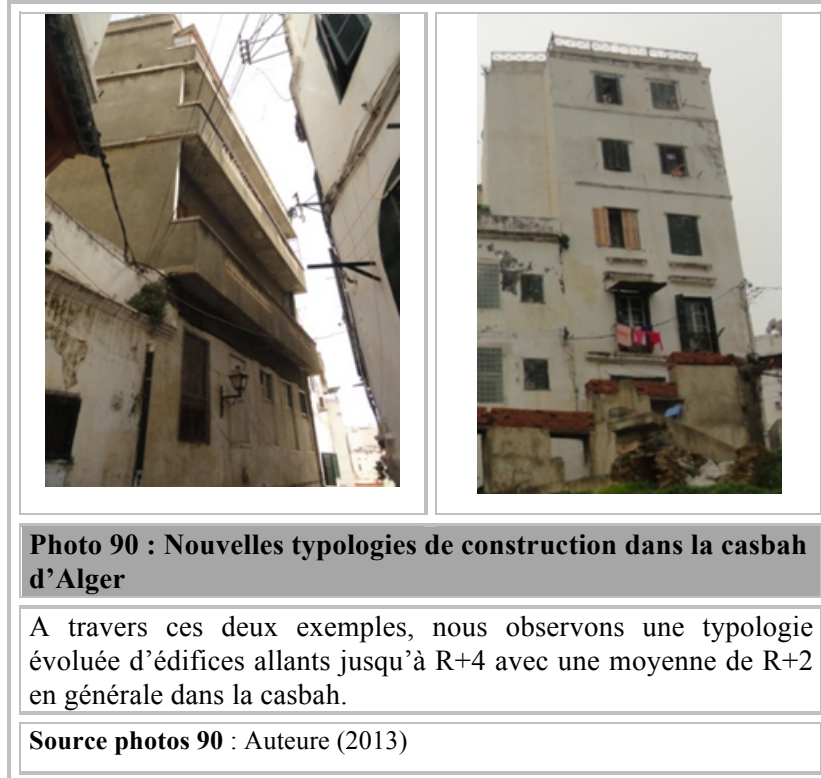 Photo 90 : Nouvelles typologies de construction dans la casbah
d’Alger
A travers ces deux exemples, nous observons une typologie
évoluée d’édifices allants jusqu’à R+4 avec une moyenne de R+2
en générale dans la casbah.
Source photos 90 : Auteure (2013)